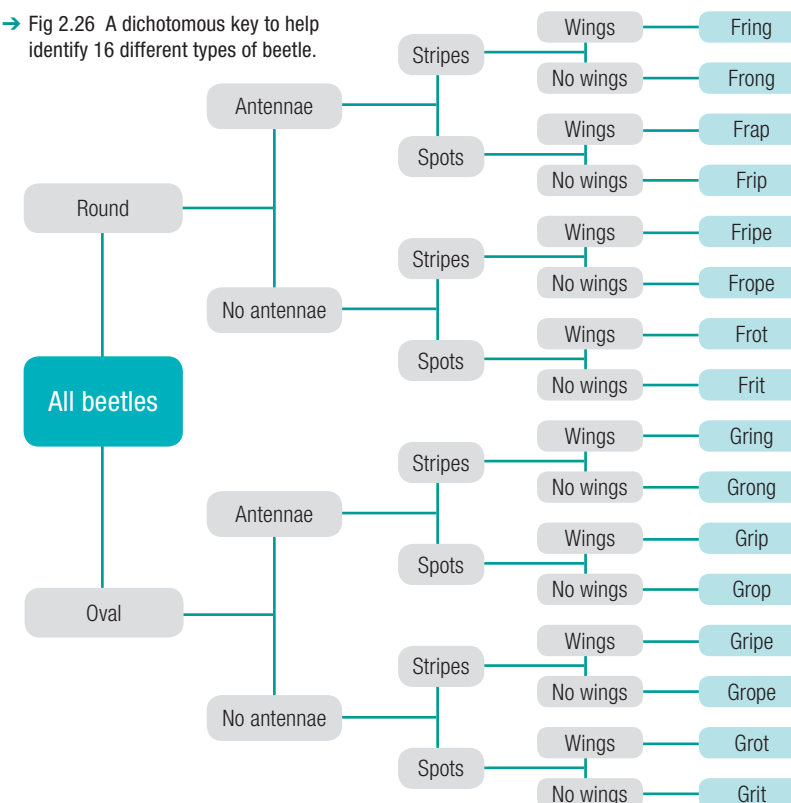 → Fig 2.26 A dichotomous key to help
identify 16 different types of beetle.
All beetles
Round
Antennae
Stripes
Wings
Fring
No wings
Frong
Spots
Wings
Frap
No wings
Frip
No antennae
Stripes
Wings
Fripe
No wings
Frope
Spots
Wings
Frot
No wings
Frit
Oval
Antennae
Stripes
Wings
Gring
No wings
Grong
Spots
Wings
Grip
No wings
Grop
No antennae
Stripes
Wings
Gripe
No wings
Grope
Spots
Wings
Grot
No wings
Grit